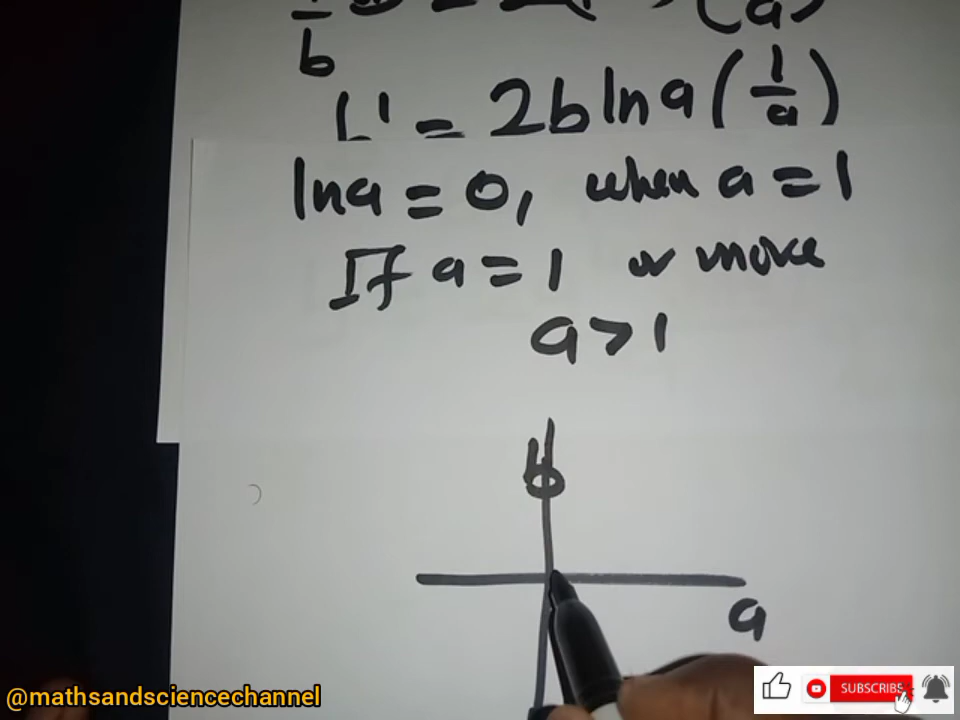 b
b' = 2b ln a (1/a)
ln a = 0, when a = 1
If a = 1 or more
a > 1
b
a
@mathsandsciencechannel
SUBSCRIBE